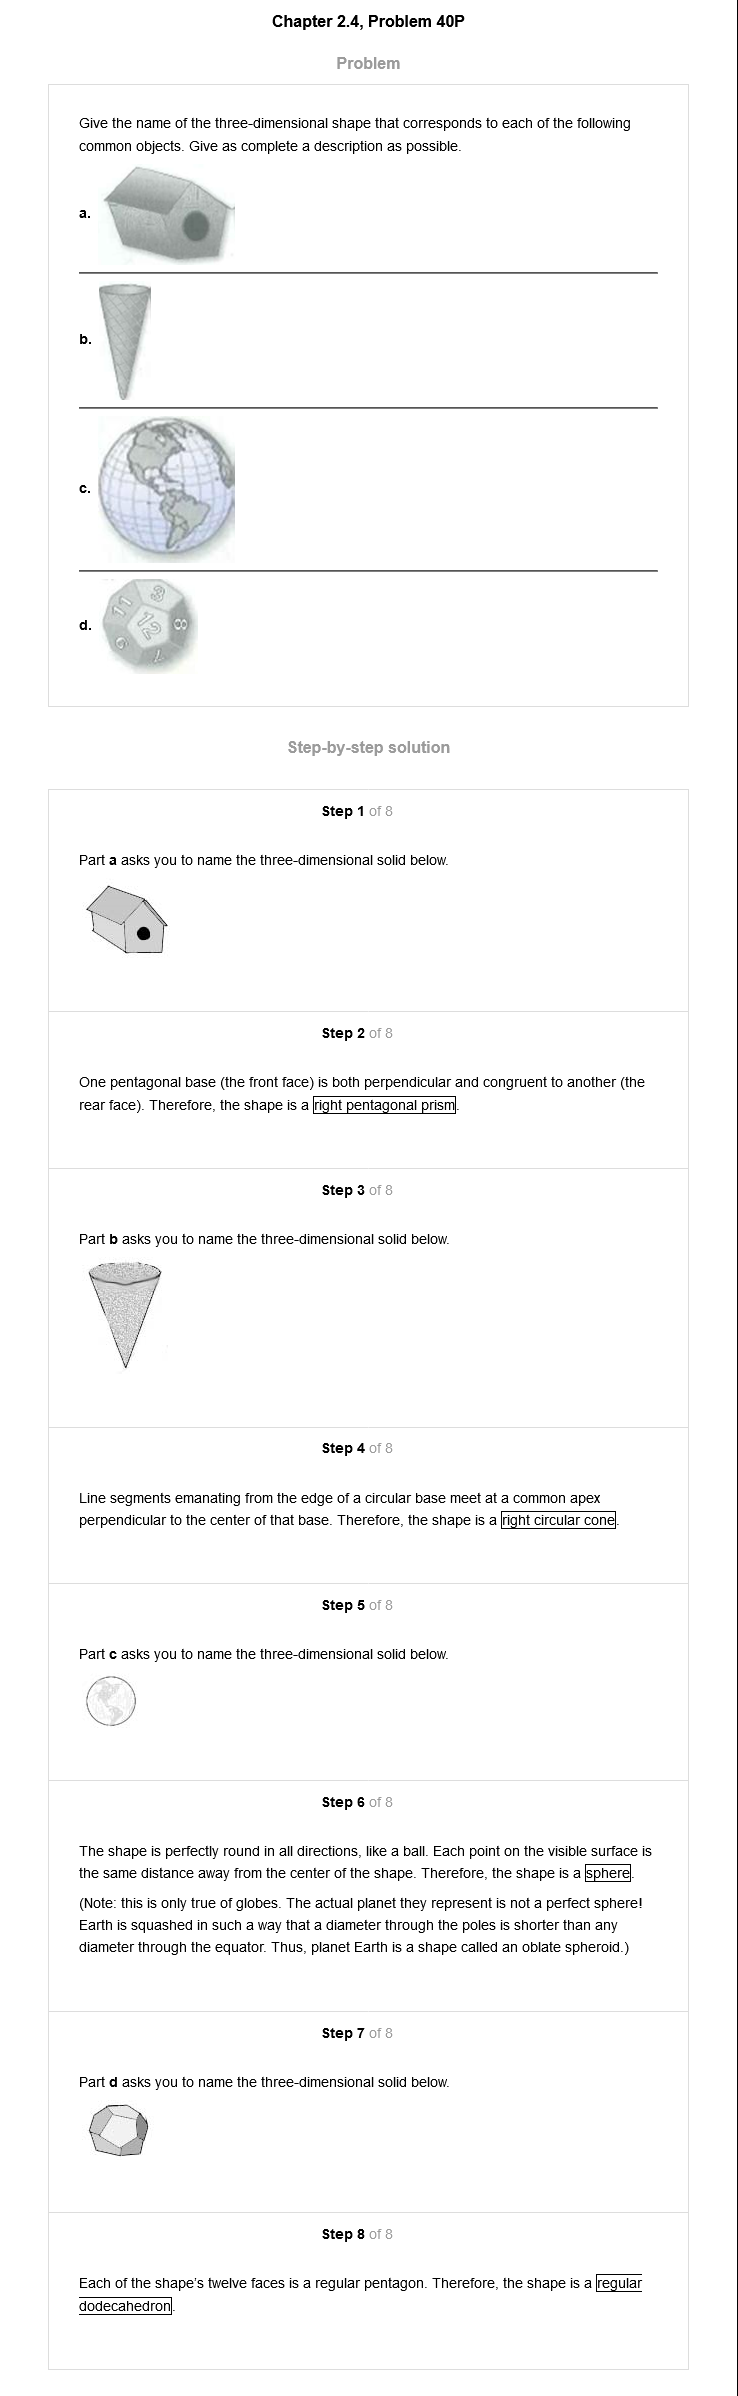 Chapter 2.4, Problem 40P
Problem
Give the name of the three-dimensional shape that corresponds to each of the following
common objects. Give as complete a description as possible.
a.
b.
c.
d.
11
3
12
8
9
7
Step-by-step solution
Step 1 of 8
Part a asks you to name the three-dimensional solid below.
Step 2 of 8
One pentagonal base (the front face) is both perpendicular and congruent to another (the
rear face). Therefore, the shape is a right pentagonal prism.
Step 3 of 8
Part b asks you to name the three-dimensional solid below.
Step 4 of 8
Line segments emanating from the edge of a circular base meet at a common apex
perpendicular to the center of that base. Therefore, the shape is a right circular cone.
Step 5 of 8
Part c asks you to name the three-dimensional solid below.
Step 6 of 8
The shape is perfectly round in all directions, like a ball. Each point on the visible surface is
the same distance away from the center of the shape. Therefore, the shape is a sphere.
(Note: this is only true of globes. The actual planet they represent is not a perfect sphere!
Earth is squashed in such a way that a diameter through the poles is shorter than any
diameter through the equator. Thus, planet Earth is a shape called an oblate spheroid.)
Step 7 of 8
Part d asks you to name the three-dimensional solid below.
Step 8 of 8
Each of the shape's twelve faces is a regular pentagon. Therefore, the shape is a regular
dodecahedron.